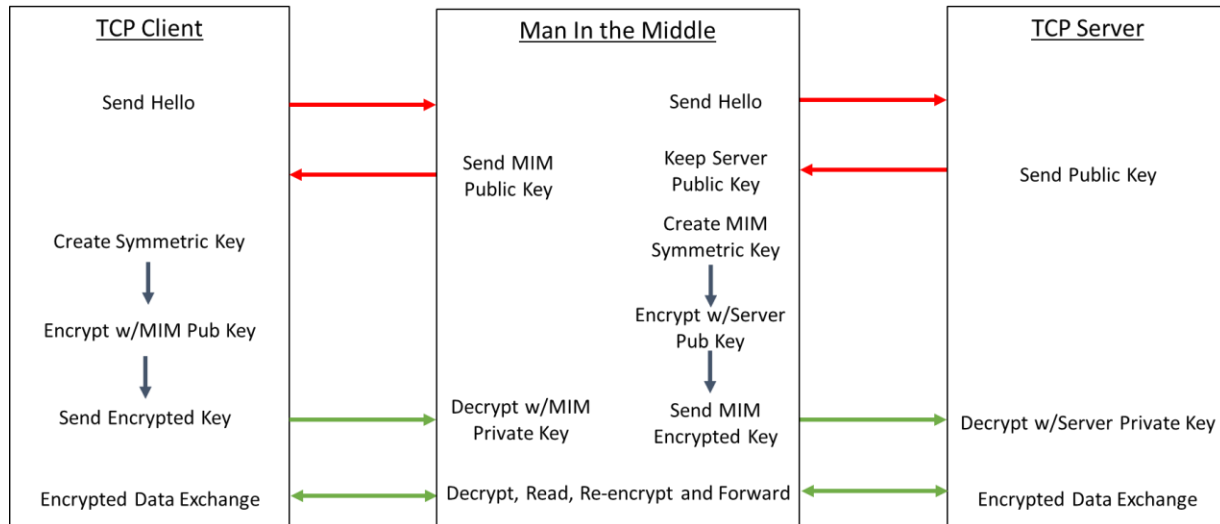 TCP Client
Send Hello
Create Symmetric Key
Encrypt w/MIM Pub Key
Send Encrypted Key
Encrypted Data Exchange
Man In the Middle
Send MIM
Public Key
Decrypt w/MIM
Private Key
Send Hello
Keep Server
Public Key
Create MIM
Symmetric Key
Encrypt w/Server
Pub Key
Send MIM
Encrypted Key
Decrypt, Read, Re-encrypt and Forward
TCP Server
Send Public Key
Decrypt w/Server Private Key
Encrypted Data Exchange